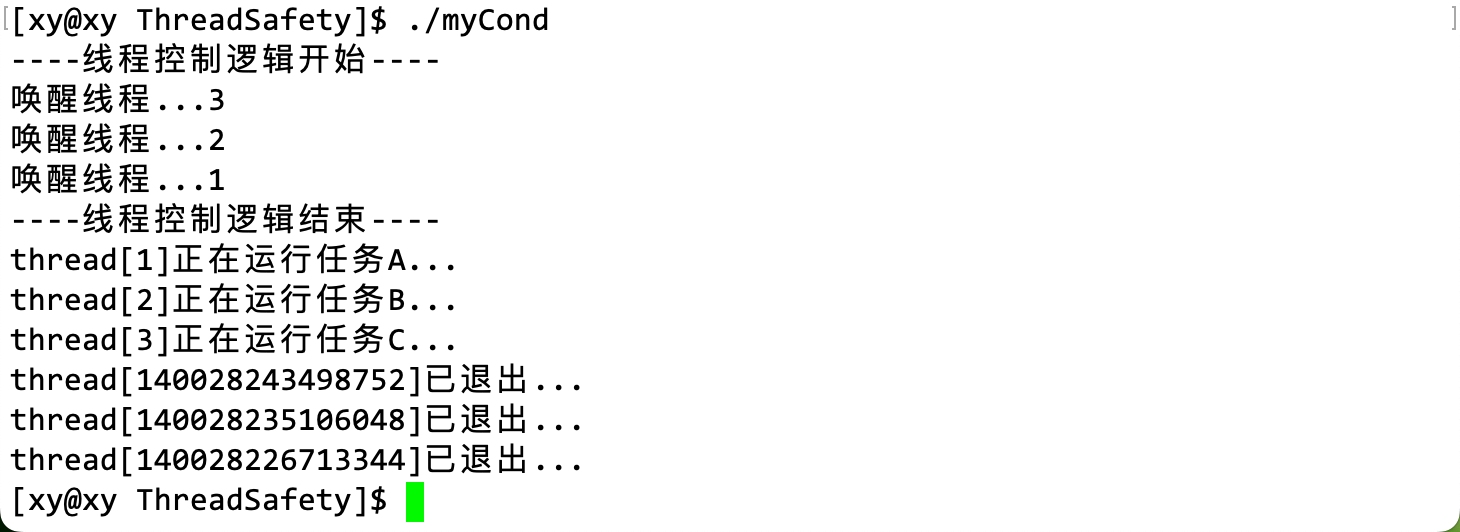 [[xy@xy ThreadSafety]$ ./myCond ]
----线程控制逻辑开始----
唤醒线程...3
唤醒线程...2
唤醒线程...1
----线程控制逻辑结束----
thread[1]正在运行任务A...
thread[2]正在运行任务B...
thread[3]正在运行任务C...
thread[140028243498752]已退出...
thread[140028235106048]已退出...
thread[140028226713344]已退出...
[xy@xy ThreadSafety]$